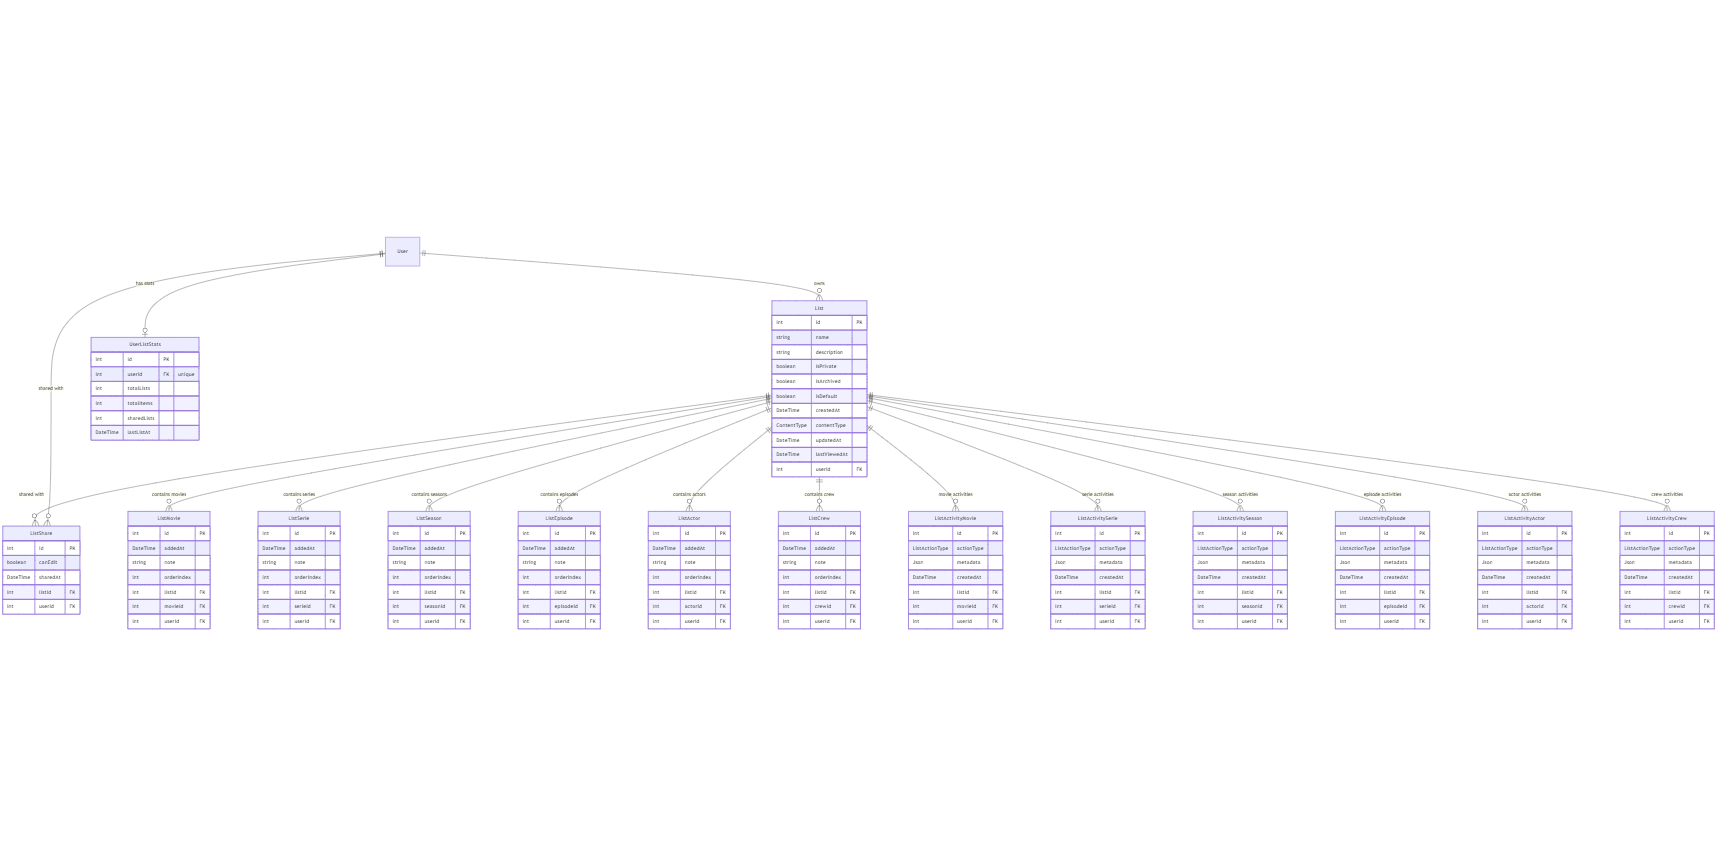 User
has stats
owns
List
int id PK
string name
string description
boolean isPrivate
boolean isArchived
boolean isDefault
DateTime createdAt
ContentType contentType
DateTime updatedAt
DateTime lastViewedAt
int userId FK
UserListStats
int id PK
int userId FK unique
int totalLists
int totalItems
int sharedLists
DateTime lastListAt
shared with
shared with
contains movies
contains series
contains seasons
contains episodes
contains actors
contains crew
movie activities
serie activities
season activities
episode activities
actor activities
crew activities
ListShare
int id PK
boolean canEdit
DateTime sharedAt
int listId FK
int userId FK
ListMovie
int id PK
DateTime addedAt
string note
int orderIndex
int listId FK
int movieId FK
int userId FK
ListSerie
int id PK
DateTime addedAt
string note
int orderIndex
int listId FK
int serieId FK
int userId FK
ListSeason
int id PK
DateTime addedAt
string note
int orderIndex
int listId FK
int seasonId FK
int userId FK
ListEpisode
int id PK
DateTime addedAt
string note
int orderIndex
int listId FK
int episodeId FK
int userId FK
ListActor
int id PK
DateTime addedAt
string note
int orderIndex
int listId FK
int actorId FK
int userId FK
ListCrew
int id PK
DateTime addedAt
string note
int orderIndex
int listId FK
int crewId FK
int userId FK
ListActivityMovie
int id PK
ListActionType actionType
Json metadata
DateTime createdAt
int listId FK
int movieId FK
int userId FK
ListActivitySerie
int id PK
ListActionType actionType
Json metadata
DateTime createdAt
int listId FK
int serieId FK
int userId FK
ListActivitySeason
int id PK
ListActionType actionType
Json metadata
DateTime createdAt
int listId FK
int seasonId FK
int userId FK
ListActivityEpisode
int id PK
ListActionType actionType
Json metadata
DateTime createdAt
int listId FK
int episodeId FK
int userId FK
ListActivityActor
int id PK
ListActionType actionType
Json metadata
DateTime createdAt
int listId FK
int actorId FK
int userId FK
ListActivityCrew
int id PK
ListActionType actionType
Json metadata
DateTime createdAt
int listId FK
int crewId FK
int userId FK